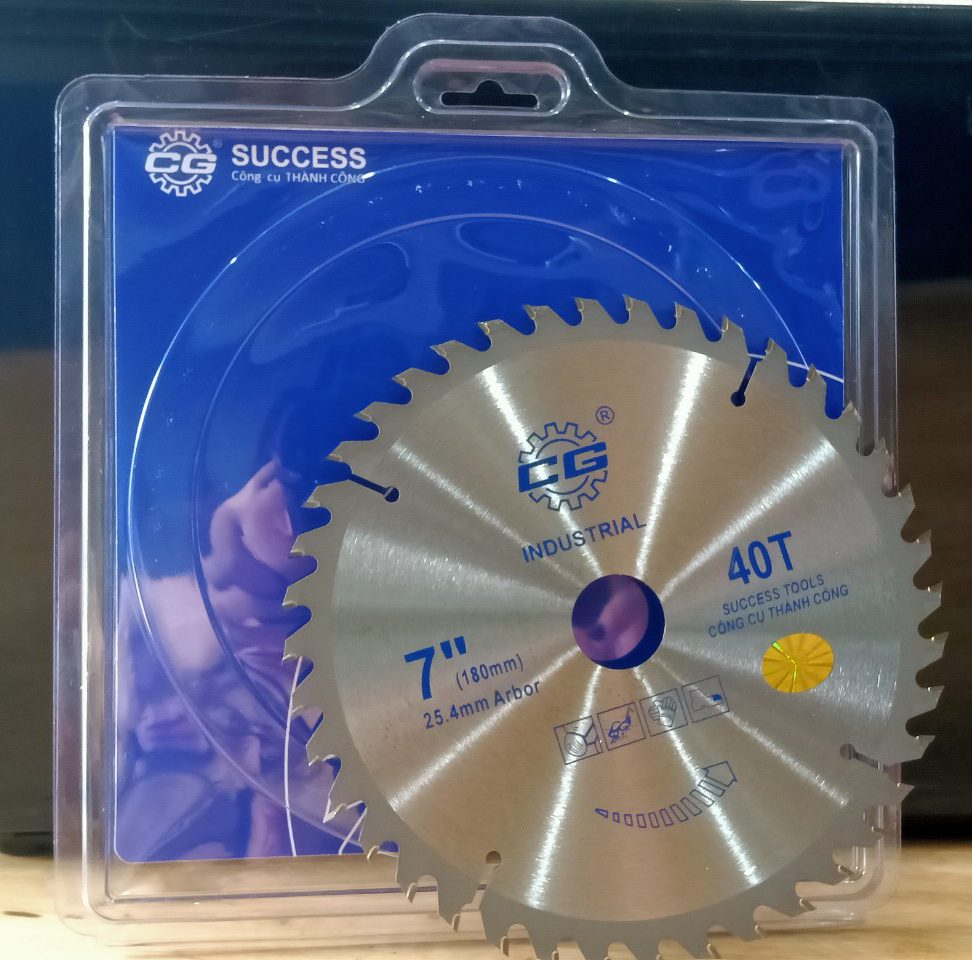 CG ®
SUCCESS
Công cụ THÀNH CÔNG
CG ®
INDUSTRIAL
40T
SUCCESS TOOLS
CÔNG CỤ THÀNH CÔNG
7"
(180mm)
25.4mm Arbor